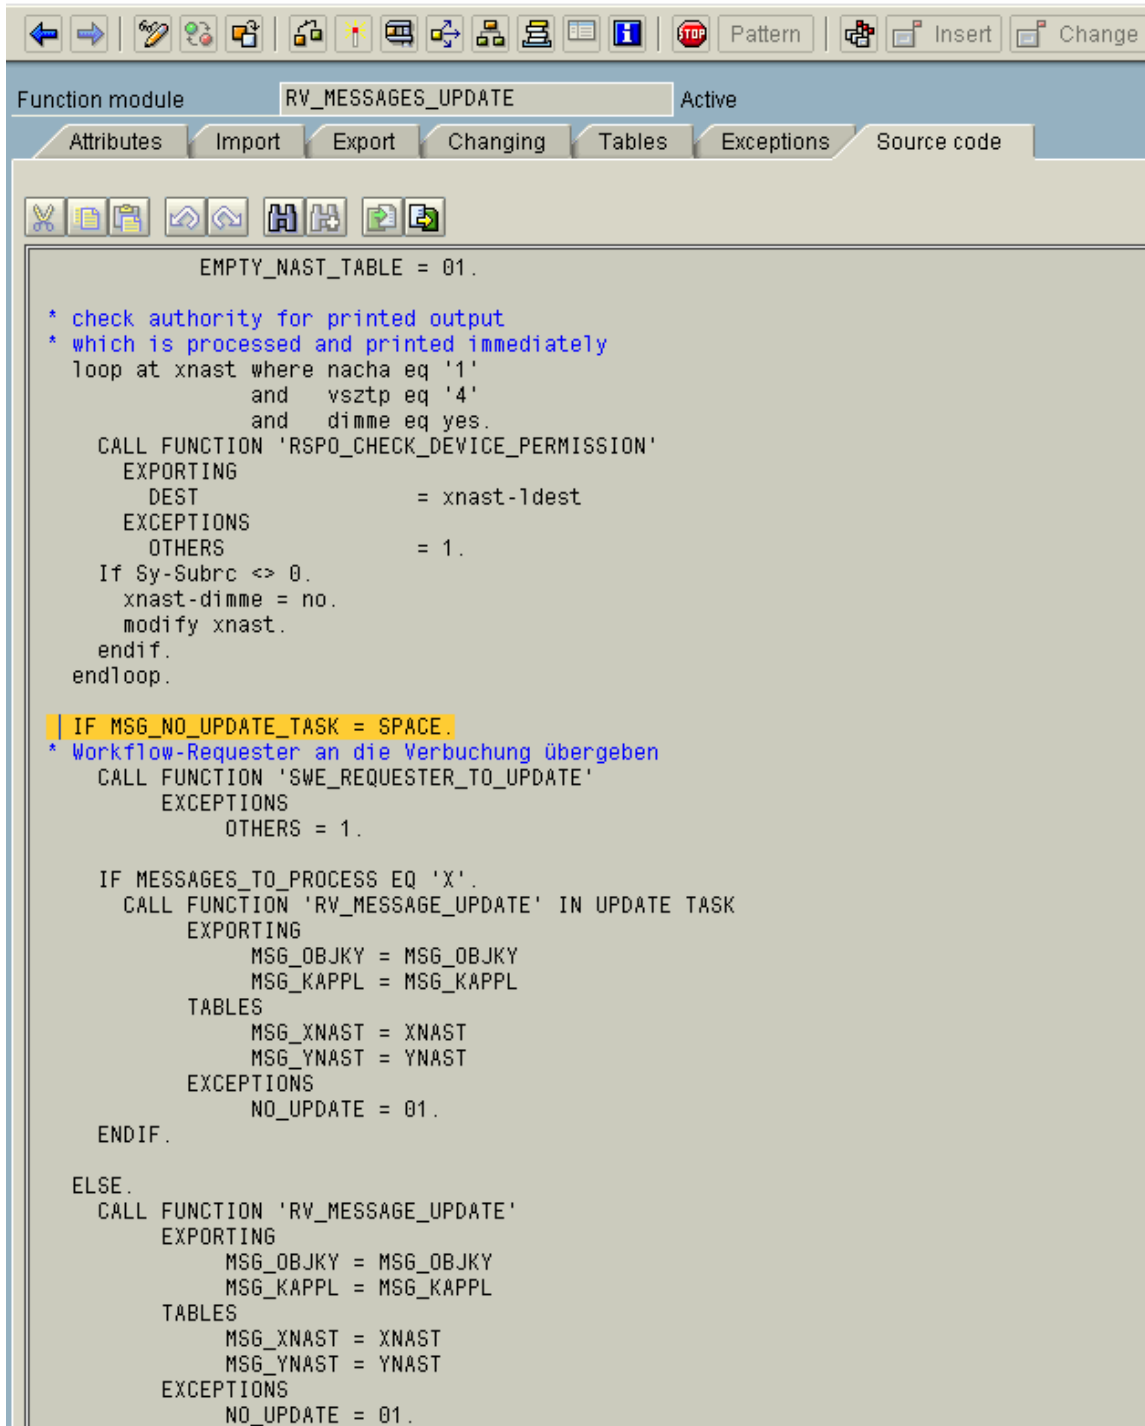 STOP Pattern Insert Change
Function module RV_MESSAGES_UPDATE Active
Attributes Import Export Changing Tables Exceptions Source code
EMPTY_NAST_TABLE = 01.
* check authority for printed output
* which is processed and printed immediately
loop at xnast where nacha eq '1'
and vsztp eq '4'
and dimme eq yes.
CALL FUNCTION 'RSPO_CHECK_DEVICE_PERMISSION'
EXPORTING
DEST = xnast-ldest
EXCEPTIONS
OTHERS = 1.
If Sy-Subrc <> 0.
xnast-dimme = no.
modify xnast.
endif.
endloop.
IF MSG_NO_UPDATE_TASK = SPACE.
* Workflow-Requester an die Verbuchung übergeben
CALL FUNCTION 'SWE_REQUESTER_TO_UPDATE'
EXCEPTIONS
OTHERS = 1.
IF MESSAGES_TO_PROCESS EQ 'X'.
CALL FUNCTION 'RV_MESSAGE_UPDATE' IN UPDATE TASK
EXPORTING
MSG_OBJKY = MSG_OBJKY
MSG_KAPPL = MSG_KAPPL
TABLES
MSG_XNAST = XNAST
MSG_YNAST = YNAST
EXCEPTIONS
NO_UPDATE = 01.
ENDIF.
ELSE.
CALL FUNCTION 'RV_MESSAGE_UPDATE'
EXPORTING
MSG_OBJKY = MSG_OBJKY
MSG_KAPPL = MSG_KAPPL
TABLES
MSG_XNAST = XNAST
MSG_YNAST = YNAST
EXCEPTIONS
NO_UPDATE = 01.